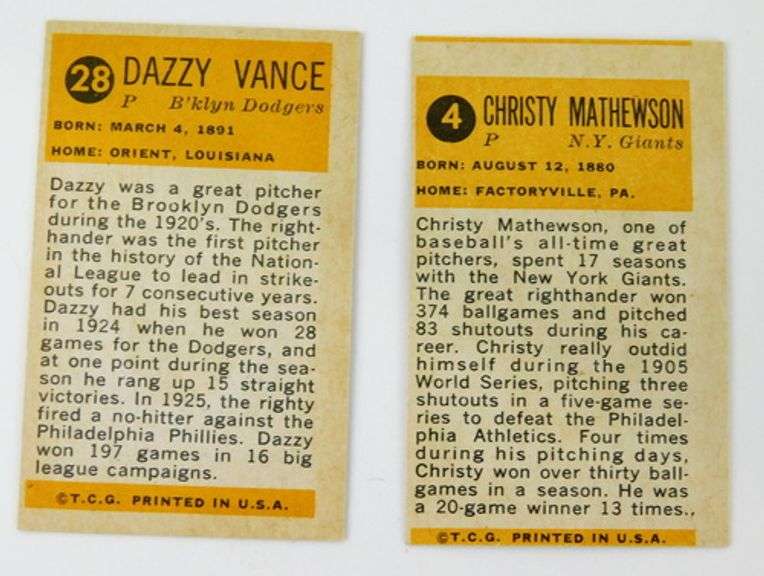 28 DAZZY VANCE
P B'klyn Dodgers
BORN: MARCH 4, 1891
HOME: ORIENT, LOUISIANA
Dazzy was a great pitcher
for the Brooklyn Dodgers
during the 1920's. The right-
hander was the first pitcher
in the history of the Nation-
al League to lead in strike-
outs for 7 consecutive years.
Dazzy had his best season
in 1924 when he won 28
games for the Dodgers, and
at one point during the sea-
son he rang up 15 straight
victories. In 1925, the righty
fired a no-hitter against the
Philadelphia Phillies. Dazzy
won 197 games in 16 big
league campaigns.
©T.C.G. PRINTED IN U.S.A.
4 CHRISTY MATHEWSON
P N.Y. Giants
BORN: AUGUST 12, 1880
HOME: FACTORYVILLE, PA.
Christy Mathewson, one of
baseball's all-time great
pitchers, spent 17 seasons
with the New York Giants.
The great righthander won
374 ballgames and pitched
83 shutouts during his ca-
reer. Christy really outdid
himself during the 1905
World Series, pitching three
shutouts in a five-game se-
ries to defeat the Philadel-
phia Athletics. Four times
during his pitching days,
Christy won over thirty ball-
games in a season. He was
a 20-game winner 13 times..
©T.C.G. PRINTED IN U.S.A.